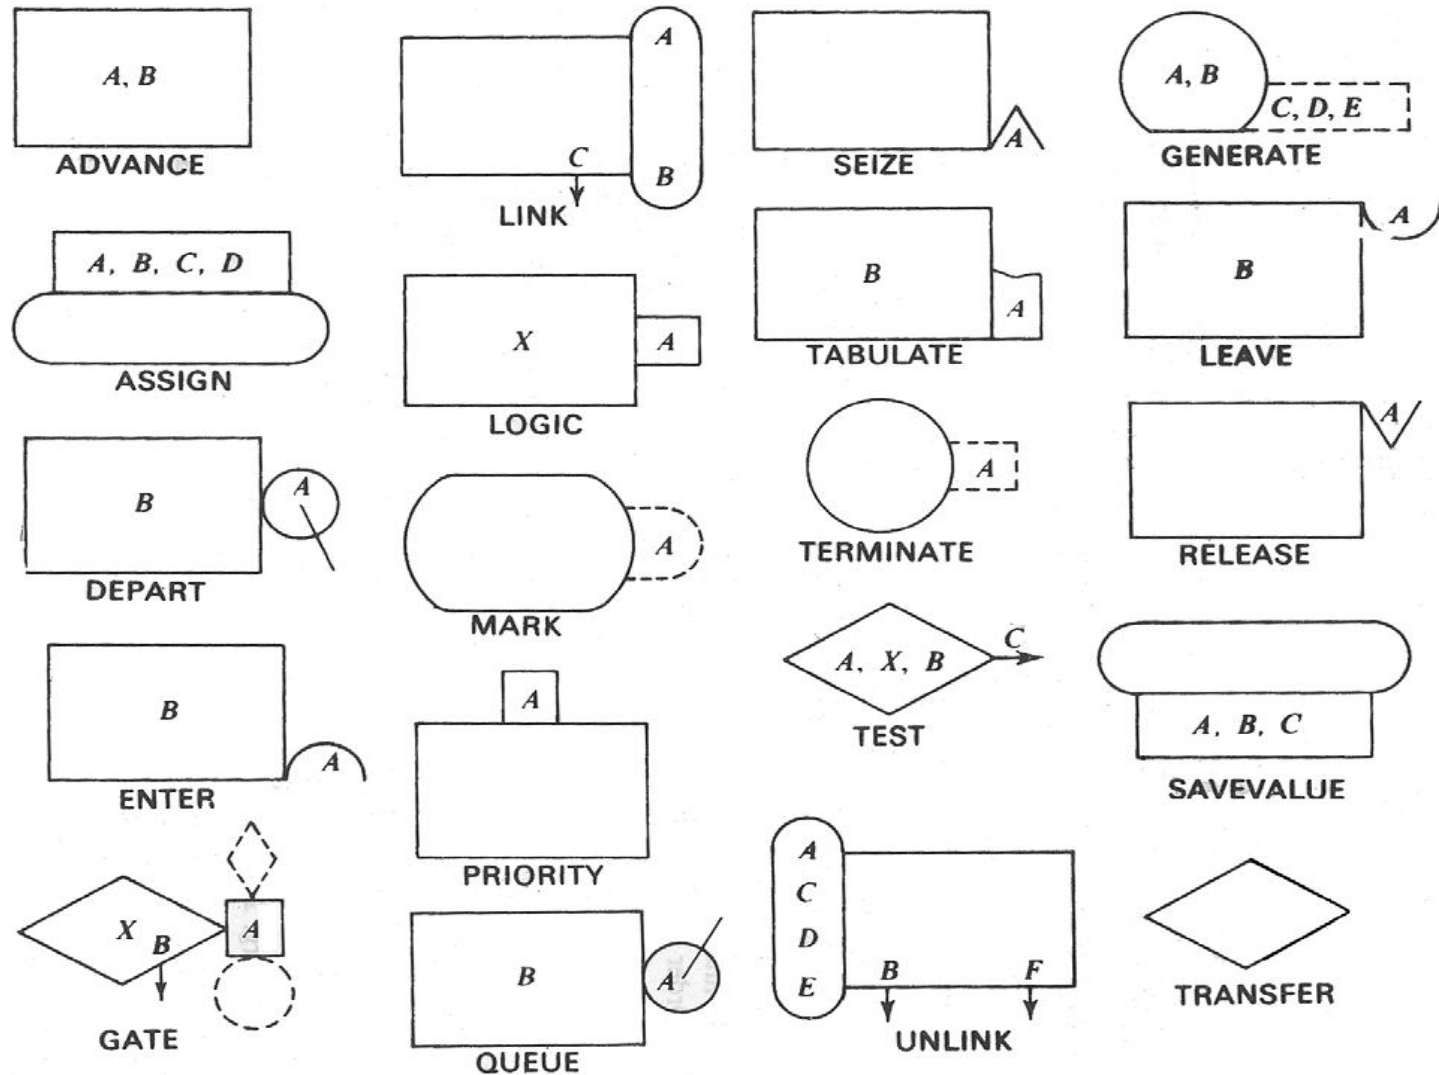 A, B
ADVANCE
A, B, C, D
ASSIGN
B
A
DEPART
B
A
ENTER
X
B
A
GATE
A
C
B
LINK
X
A
LOGIC
A
MARK
A
PRIORITY
B
A
QUEUE
A
SEIZE
B
A
TABULATE
A
TERMINATE
A, X, B
C
TEST
A
C
D
E
B
F
UNLINK
A, B
C, D, E
GENERATE
A
B
LEAVE
A
RELEASE
A, B, C
SAVEVALUE
TRANSFER